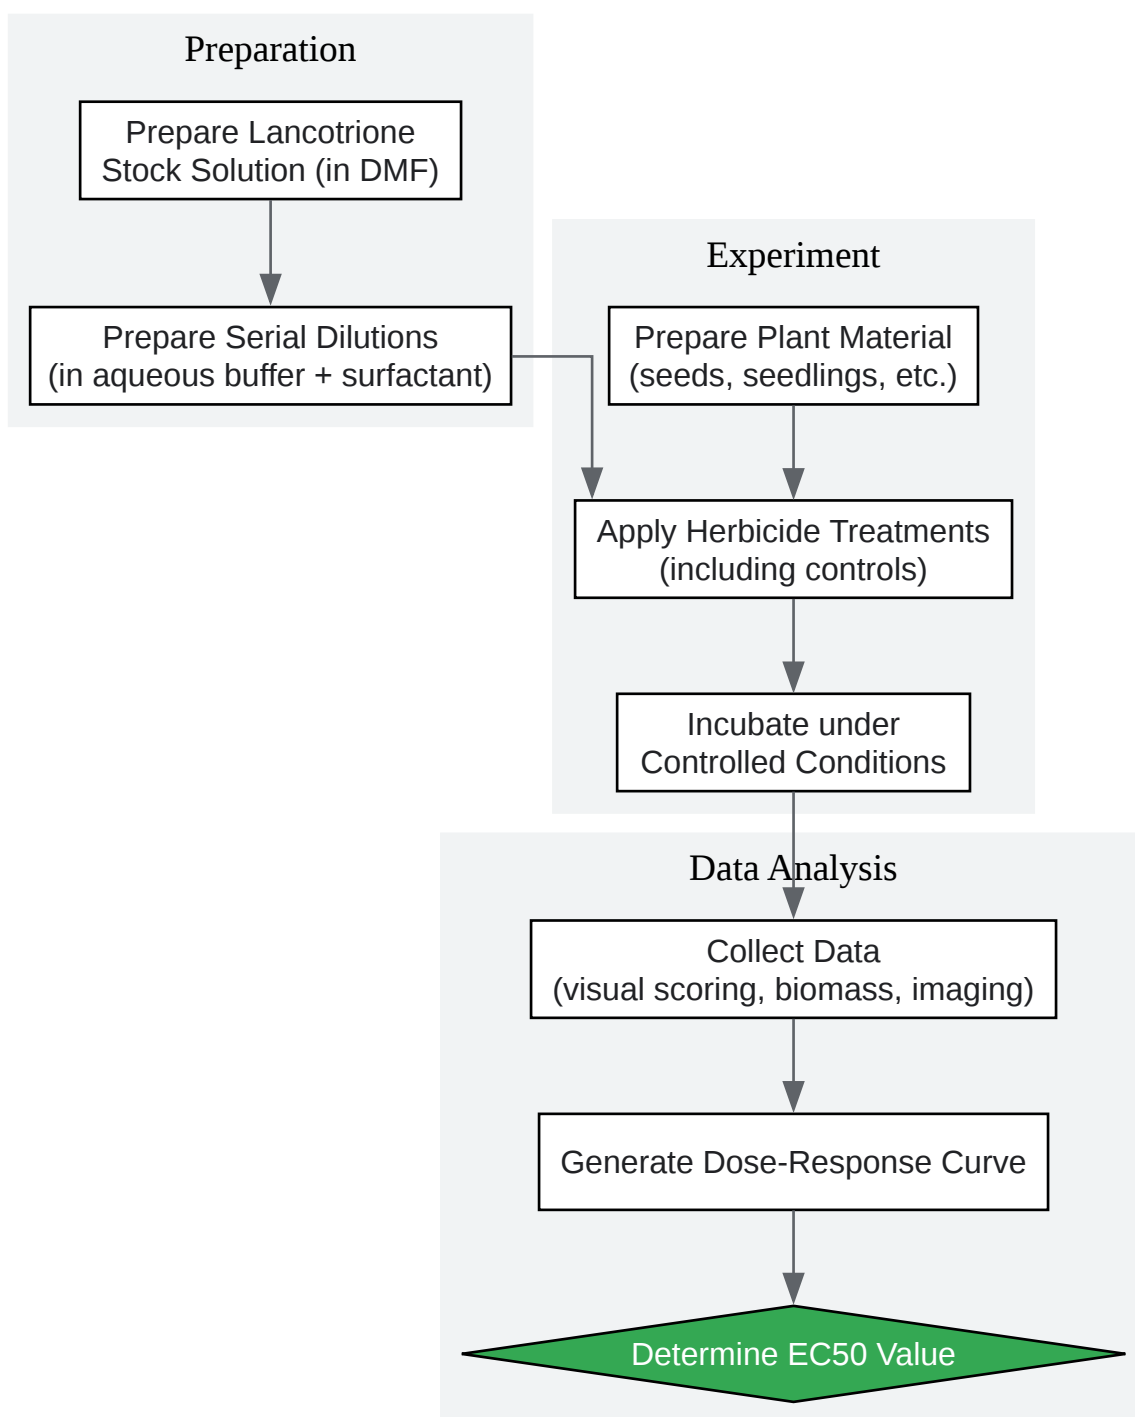 Preparation
Prepare Lancotrione
Stock Solution (in DMF)
Prepare Serial Dilutions
(in aqueous buffer + surfactant)
Experiment
Prepare Plant Material
(seeds, seedlings, etc.)
Apply Herbicide Treatments
(including controls)
Incubate under
Controlled Conditions
Data Analysis
Collect Data
(visual scoring, biomass, imaging)
Generate Dose-Response Curve
Determine EC50 Value